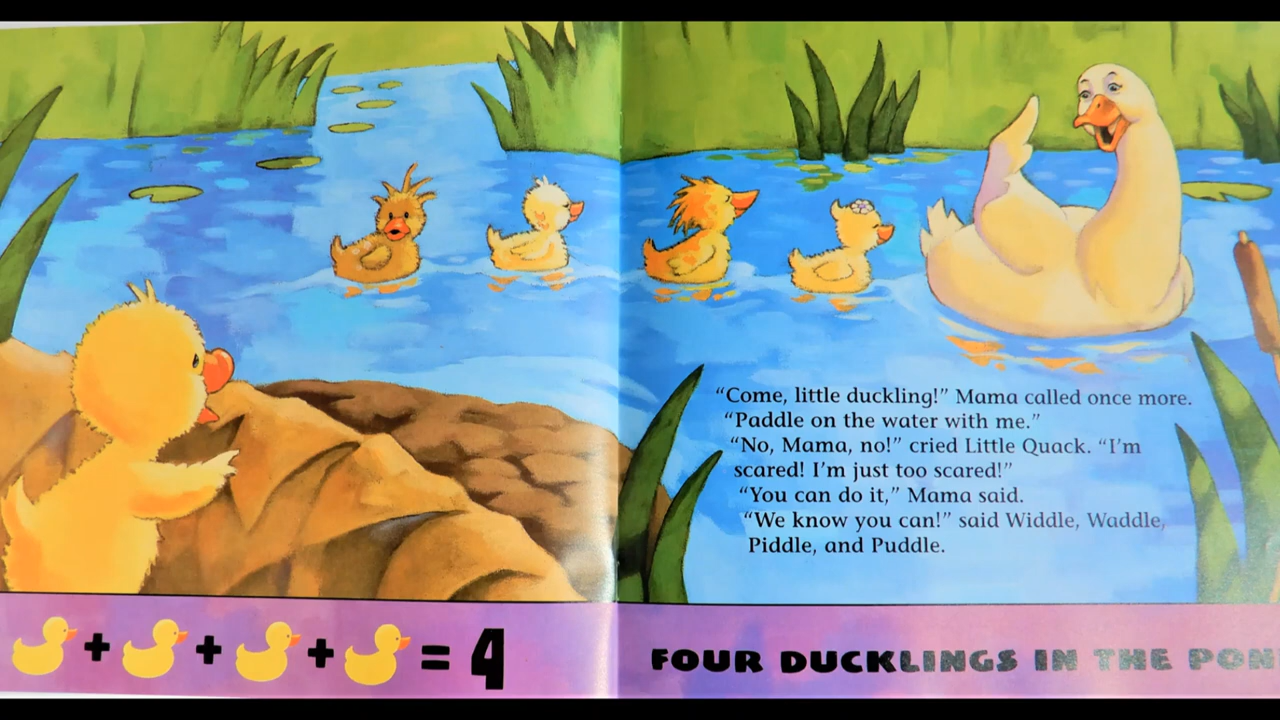 “Come, little duckling!” Mama called once more.
“Paddle on the water with me.”
“No, Mama, no!” cried Little Quack. “I’m
scared! I’m just too scared!”
“You can do it,” Mama said.
“We know you can!” said Widdle, Waddle,
Piddle, and Puddle.
+ + + = 4
FOUR DUCKLINGS IN THE PON